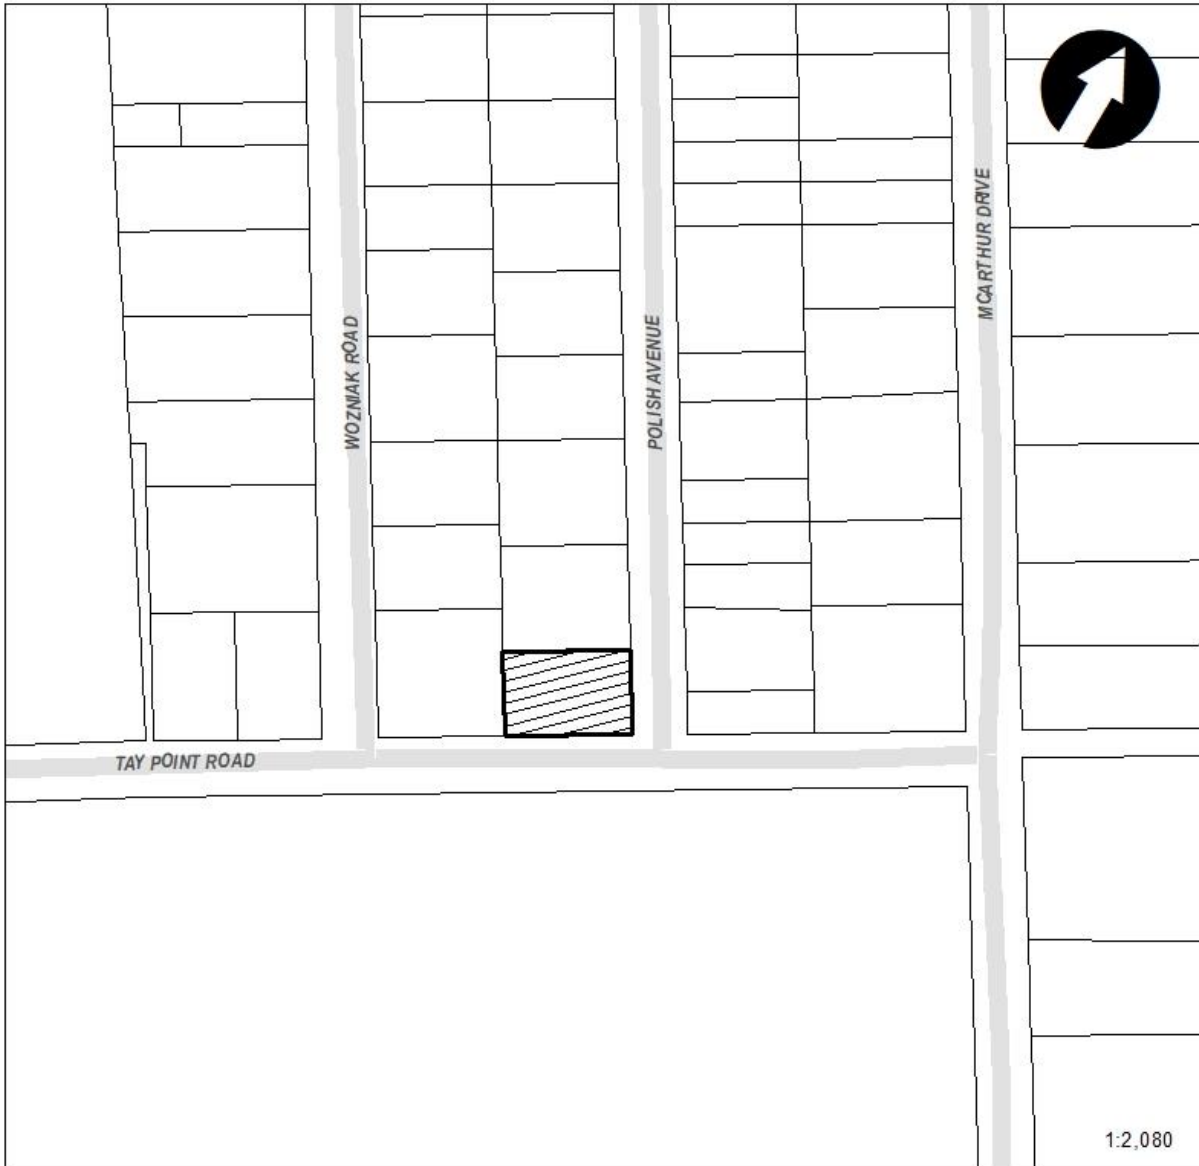 MCARTHUR DRIVE
WOZNIAK ROAD
POLISH AVENUE
TAY POINT ROAD
1:2,080